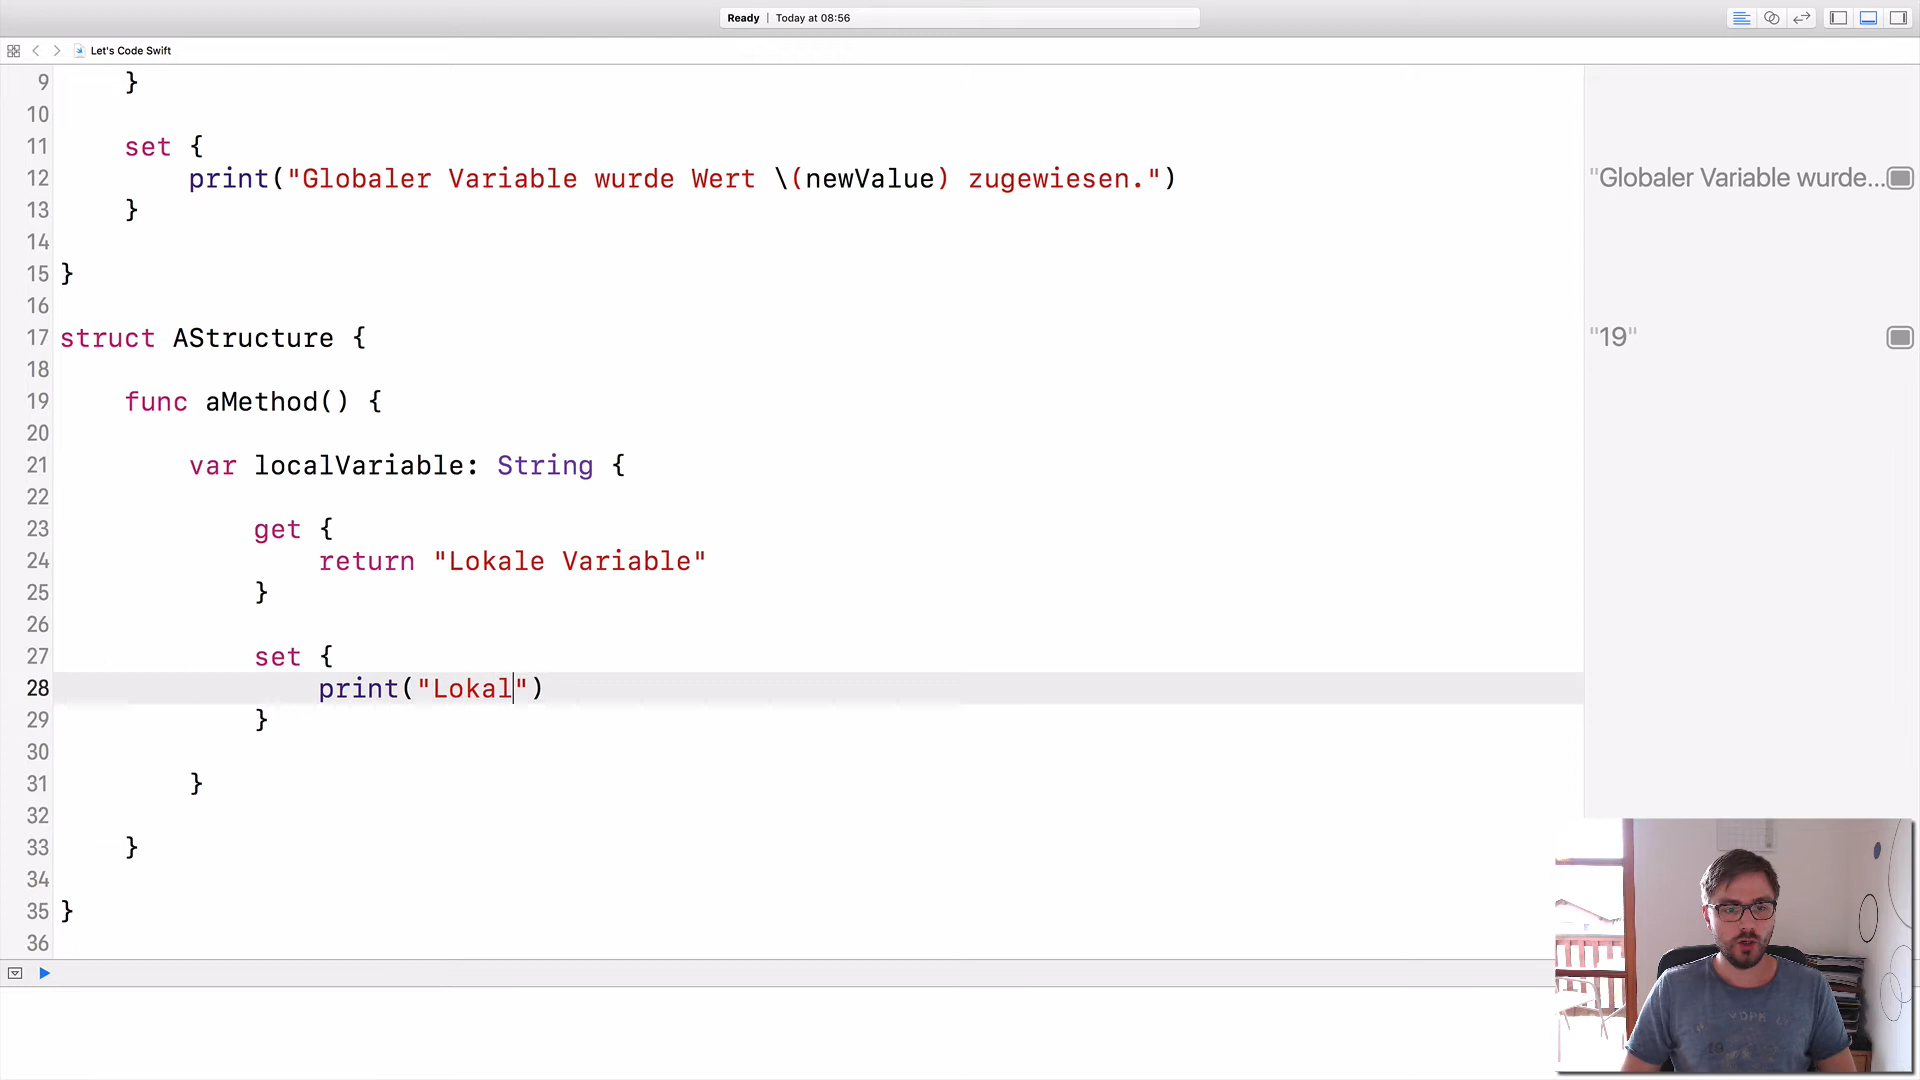 Ready | Today at 08:56
Let's Code Swift
9 }
10
11 set {
12 print("Globaler Variable wurde Wert \(newValue) zugewiesen.") "Globaler Variable wurde...
13 }
14
15 }
16
17 struct AStructure { "19"
18
19 func aMethod() {
20
21 var localVariable: String {
22
23 get {
24 return "Lokale Variable"
25 }
26
27 set {
28 print("Lokal")
29 }
30
31 }
32
33 }
34
35 }
36